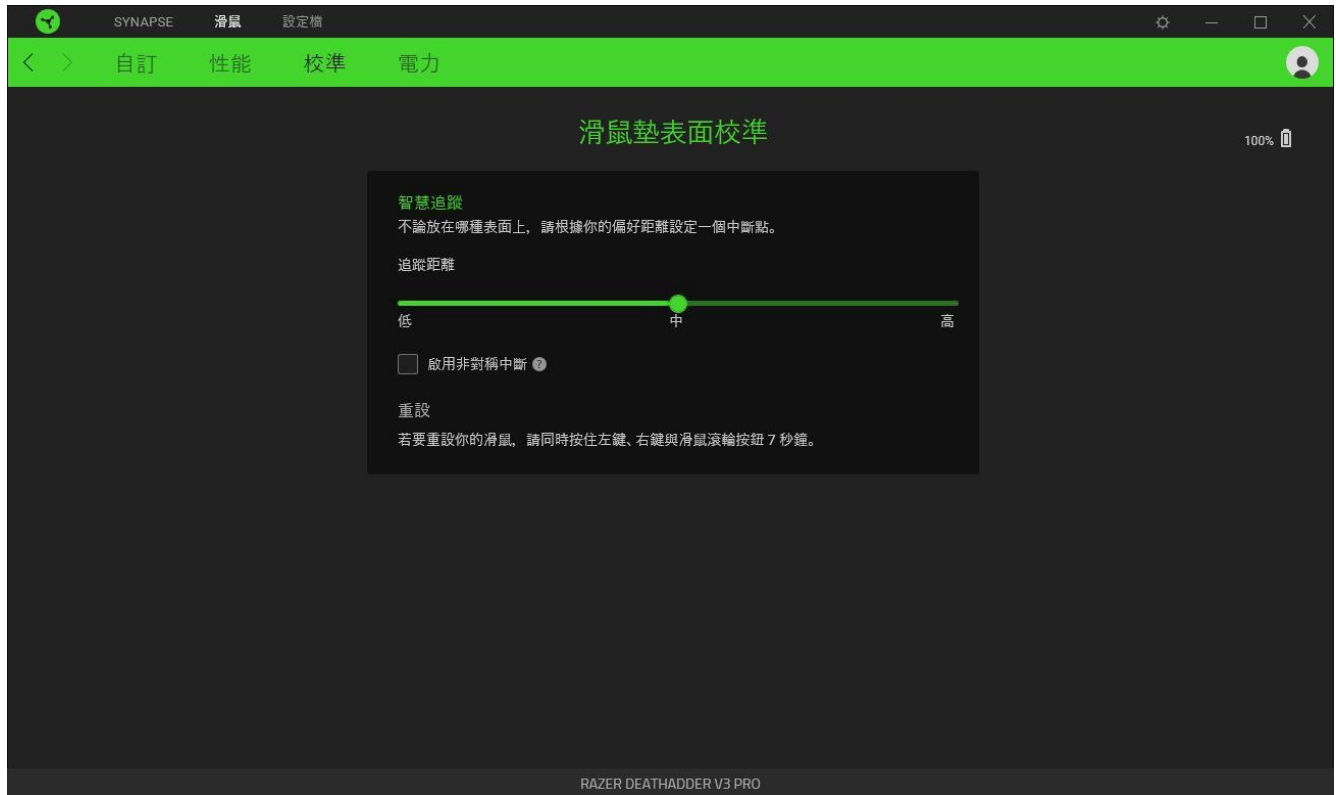 SYNAPSE 滑鼠 設定檔
自訂 性能 校準 電力
滑鼠墊表面校準
100%
智慧追蹤
不論放在哪種表面上，請根據你的偏好距離設定一個中斷點。
追蹤距離
低 中 高
啟用非對稱中斷 ?
重設
若要重設你的滑鼠，請同時按住左鍵、右鍵與滑鼠滾輪按鈕 7 秒鐘。
RAZER DEATHADDER V3 PRO